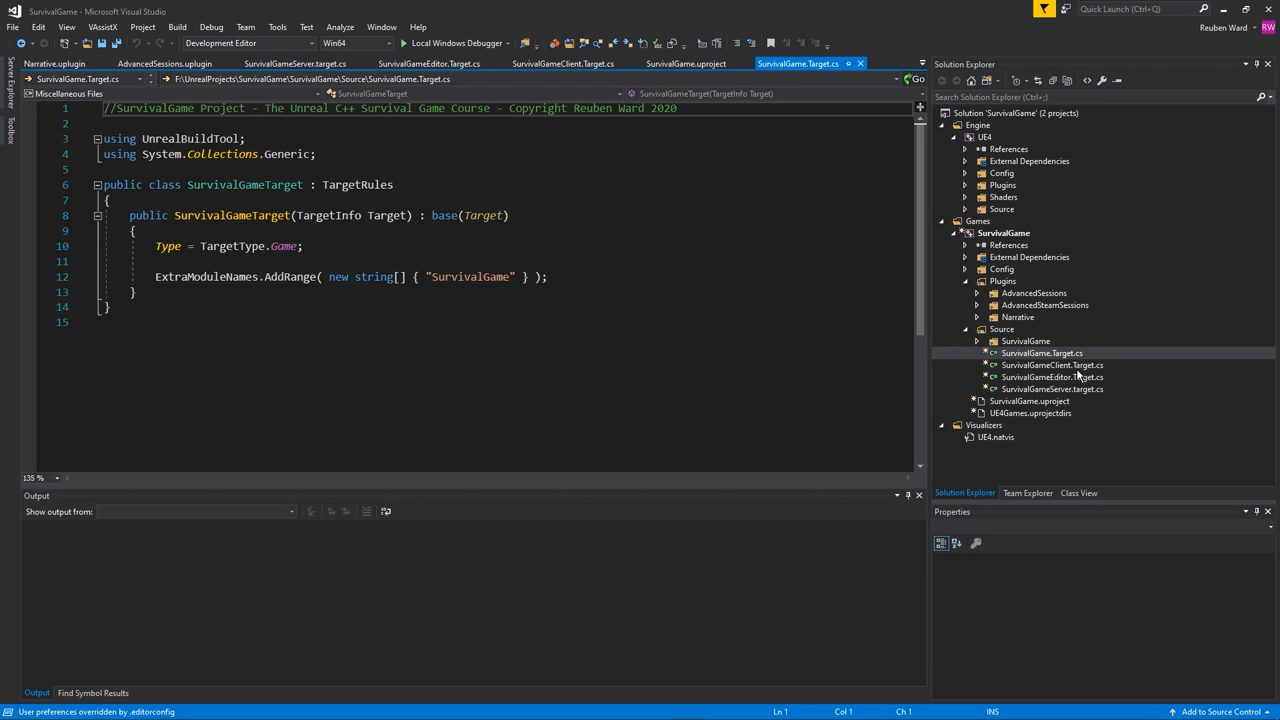 SurvivalGame - Microsoft Visual Studio
Quick Launch (Ctrl+;)
File Edit View VAssistX Project Build Debug Team Tools Analyze Window Help
Reuben Ward RW
Development Editor Win64 Local Windows Debugger
Narrative.uplugin AdvancedSessions.uplugin SurvivalGameServer.target.cs SurvivalGameEditor.Target.cs SurvivalGameClient.Target.cs SurvivalGame.uproject SurvivalGame.Target.cs
SurvivalGame.Target.cs F:\UnrealProjects\SurvivalGame\SurvivalGame\Source\SurvivalGame.Target.cs Go
Miscellaneous Files SurvivalGameTarget SurvivalGameTarget(TargetInfo Target)
Server Explorer
Toolbox
1 //SurvivalGame Project - The Unreal C++ Survival Game Course - Copyright Reuben Ward 2020
2
3 using UnrealBuildTool;
4 using System.Collections.Generic;
5
6 public class SurvivalGameTarget : TargetRules
7 {
8 public SurvivalGameTarget(TargetInfo Target) : base(Target)
9 {
10 Type = TargetType.Game;
11
12 ExtraModuleNames.AddRange( new string[] { "SurvivalGame" } );
13 }
14 }
15
135 %
Output
Show output from:
Output Find Symbol Results
Solution Explorer
Search Solution Explorer (Ctrl+;)
Solution 'SurvivalGame' (2 projects)
Engine
UE4
References
External Dependencies
Config
Plugins
Shaders
Source
Games
SurvivalGame
References
External Dependencies
Config
Plugins
AdvancedSessions
AdvancedSteamSessions
Narrative
Source
SurvivalGame
SurvivalGame.Target.cs
SurvivalGameClient.Target.cs
SurvivalGameEditor.Target.cs
SurvivalGameServer.target.cs
SurvivalGame.uproject
UE4Games.uprojectdirs
Visualizers
UE4.natvis
Solution Explorer Team Explorer Class View
Properties
User preferences overridden by .editorconfig Ln 1 Col 1 Ch 1 INS Add to Source Control